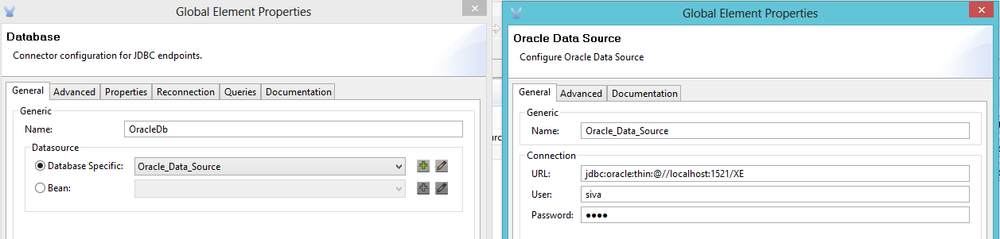 Global Element Properties
Database
Connector configuration for JDBC endpoints.
General Advanced Properties Reconnection Queries Documentation
Generic
Name: OracleDb
Datasource
Database Specific: Oracle_Data_Source
Bean:
Global Element Properties
Oracle Data Source
Configure Oracle Data Source
General Advanced Documentation
Generic
Name: Oracle_Data_Source
Connection
URL: jdbc:oracle:thin:@//localhost:1521/XE
User: siva
Password: ●●●●